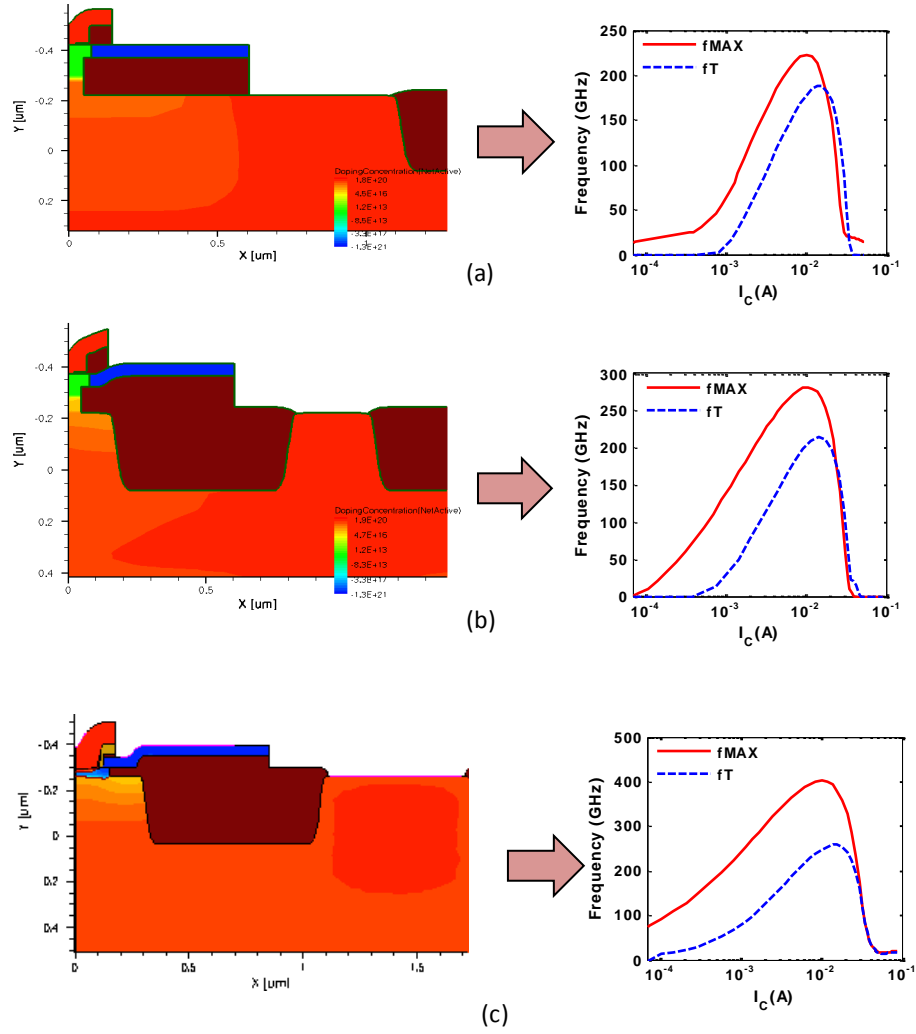 -0.4
-0.2
0
0.2
Y [um]
0
0.5
1
X [um]
DopingConcentration(NetActive)
1.8E+20
4.5E+16
1.2E+13
-8.5E+13
-3.3E+17
-1.3E+21
250
200
150
100
50
0
Frequency (GHz)
fMAX
fT
10-4
10-3
10-2
10-1
IC(A)
(a)
-0.4
-0.2
0
0.2
0.4
Y [um]
0
0.5
1
X [um]
DopingConcentration(NetActive)
1.8E+20
4.7E+16
1.2E+13
-8.3E+13
-3.3E+17
-1.3E+21
300
250
200
150
100
50
0
Frequency (GHz)
fMAX
fT
10-4
10-3
10-2
10-1
IC(A)
(b)
-0.4
-0.2
0
0.2
0.4
Y [um]
0
0.5
1
1.5
X [um]
500
400
300
200
100
0
Frequency (GHz)
fMAX
fT
10-4
10-3
10-2
10-1
IC(A)
(c)